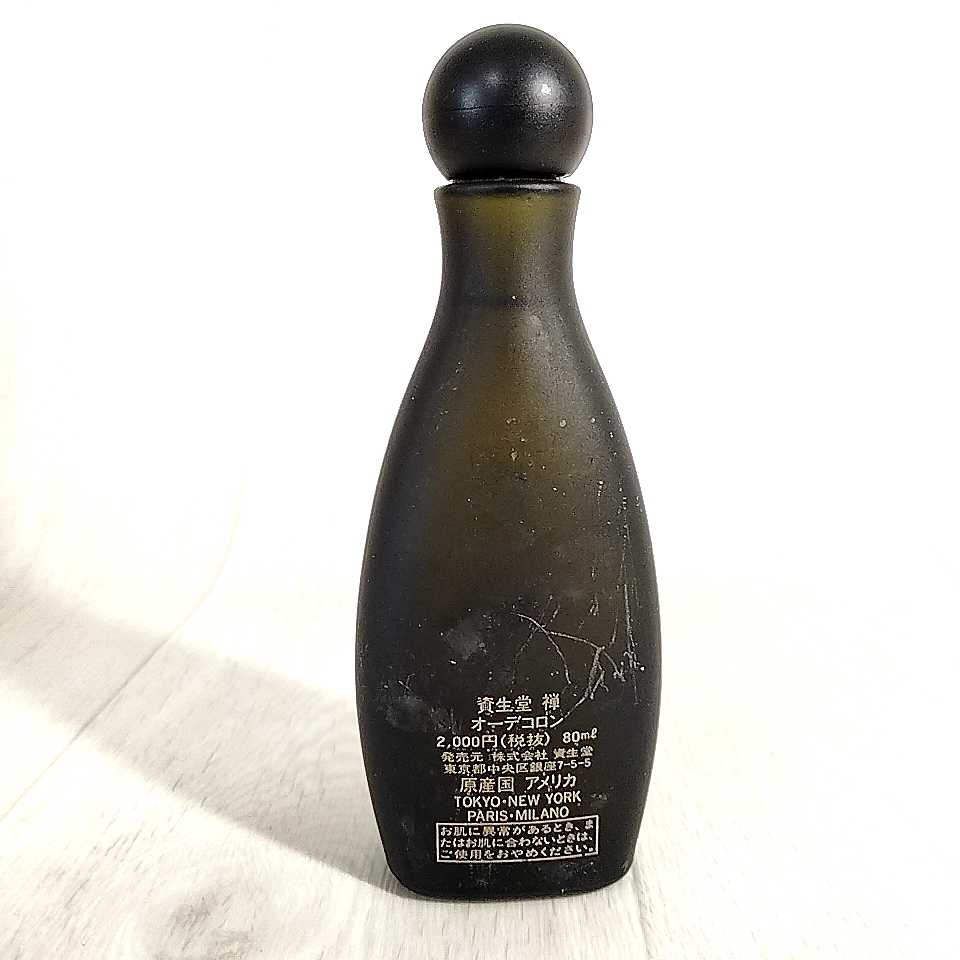 資生堂 禅
オーデコロン
2,000円(税抜) 80mℓ
発売元 株式会社 資生堂
東京都中央区銀座7-5-5
原産国 アメリカ
TOKYO・NEW YORK
PARIS・MILANO
お肌に異常があるとき、ま
たはお肌に合わないときは、
ご使用をおやめください。